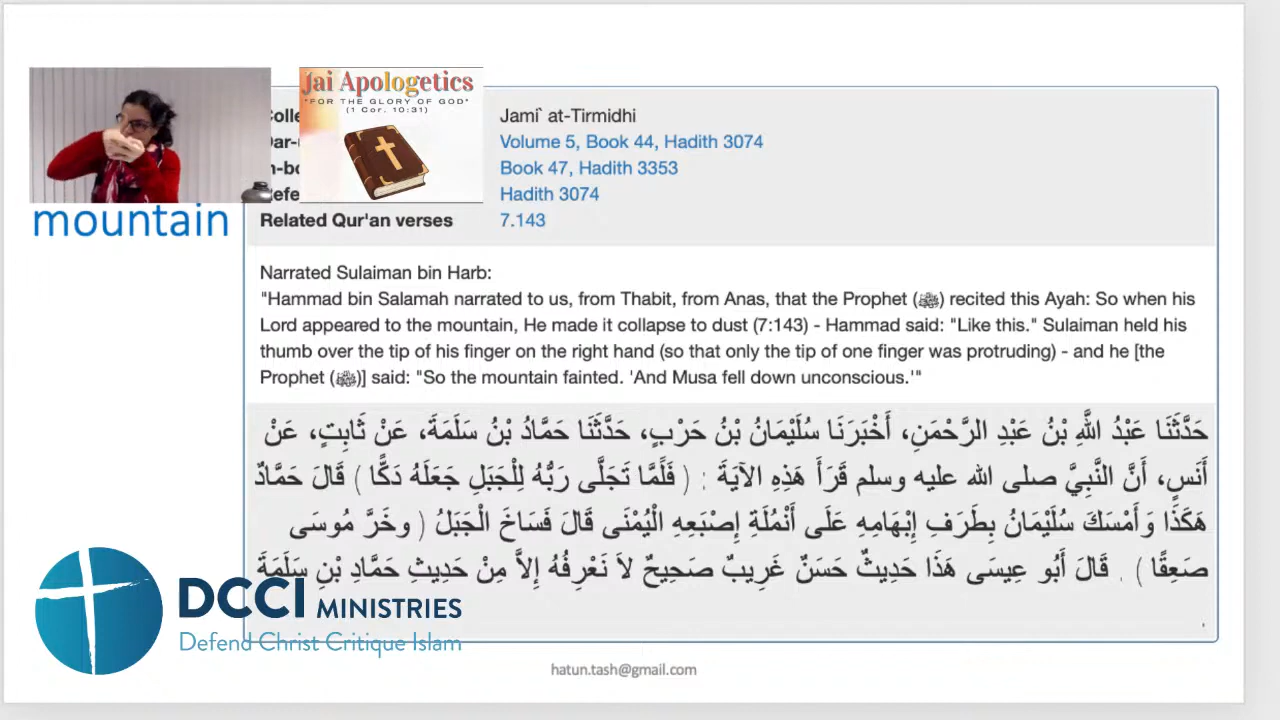 Jai Apologetics
"FOR THE GLORY OF GOD"
(1 Cor. 10:31)
mountain
Colle
Jami` at-Tirmidhi
Dar-u
Volume 5, Book 44, Hadith 3074
n-bo
Book 47, Hadith 3353
Refe
Hadith 3074
Related Qur'an verses
7.143
Narrated Sulaiman bin Harb:
"Hammad bin Salamah narrated to us, from Thabit, from Anas, that the Prophet (ﷺ) recited this Ayah: So when his
Lord appeared to the mountain, He made it collapse to dust (7:143) - Hammad said: "Like this." Sulaiman held his
thumb over the tip of his finger on the right hand (so that only the tip of one finger was protruding) - and he [the
Prophet (ﷺ)] said: "So the mountain fainted. 'And Musa fell down unconscious.'"
حَدَّثَنَا عَبْدُ اللَّهِ بْنُ عَبْدِ الرَّحْمَنِ، أَخْبَرَنَا سُلَيْمَانُ بْنُ حَرْبٍ، حَدَّثَنَا حَمَّادُ بْنُ سَلَمَةَ، عَنْ ثَابِتٍ، عَنْ
أَنَسٍ، أَنَّ النَّبِيَّ صلى الله عليه وسلم قَرَأَ هَذِهِ الآيَةَ ‏:‏ ‏(‏ فَلَمَّا تَجَلَّى رَبُّهُ لِلْجَبَلِ جَعَلَهُ دَكًّا ‏)‏ قَالَ حَمَّادٌ
هَكَذَا وَأَمْسَكَ سُلَيْمَانُ بِطَرَفِ إِبْهَامِهِ عَلَى أَنْمُلَةِ إِصْبَعِهِ الْيُمْنَى قَالَ فَسَاخَ الْجَبَلُ ‏(‏ وخَرَّ مُوسَى
صَعِقًا ‏)‏ ‏.‏ قَالَ أَبُو عِيسَى هَذَا حَدِيثٌ حَسَنٌ غَرِيبٌ صَحِيحٌ لاَ نَعْرِفُهُ إِلاَّ مِنْ حَدِيثِ حَمَّادِ بْنِ سَلَمَةَ
DCCI MINISTRIES
Defend Christ Critique Islam
hatun.tash@gmail.com